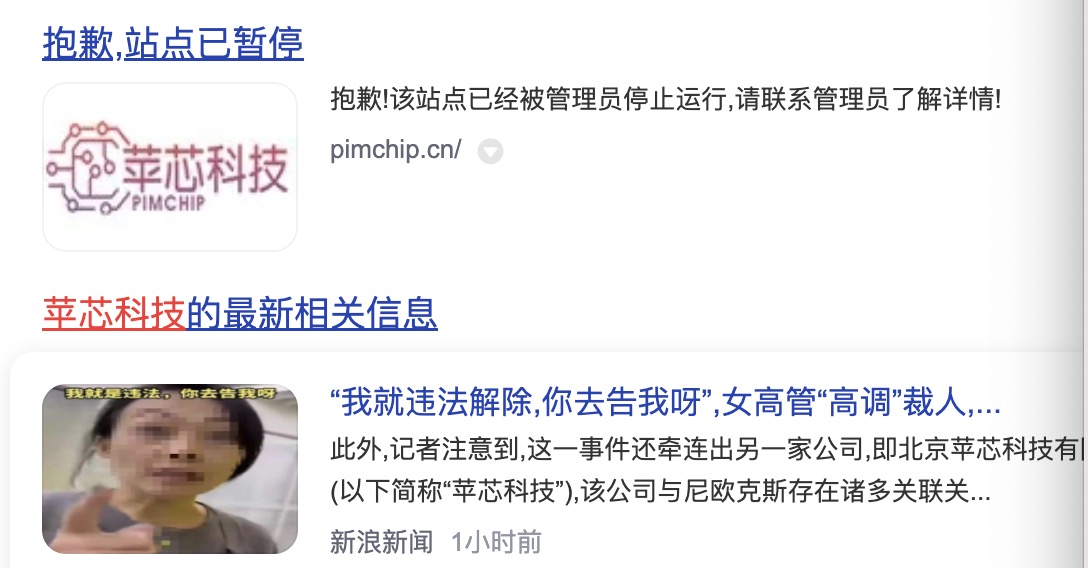 抱歉,站点已暂停
抱歉!该站点已经被管理员停止运行,请联系管理员了解详情!
pimchip.cn/
苹芯科技
PIMCHIP
苹芯科技的最新相关信息
我就是违法，你去告我呀
“我就违法解除,你去告我呀”,女高管“高调”裁人,...
此外,记者注意到,这一事件还牵连出另一家公司,即北京苹芯科技有
(以下简称“苹芯科技”),该公司与尼欧克斯存在诸多关联关...
新浪新闻 1小时前